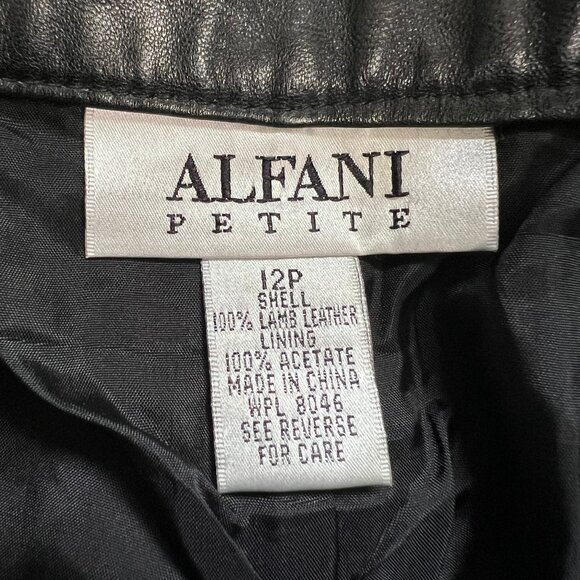 ALFANI
PETITE
12P
SHELL
100% LAMB LEATHER
LINING
100% ACETATE
MADE IN CHINA
WPL 8046
SEE REVERSE
FOR CARE